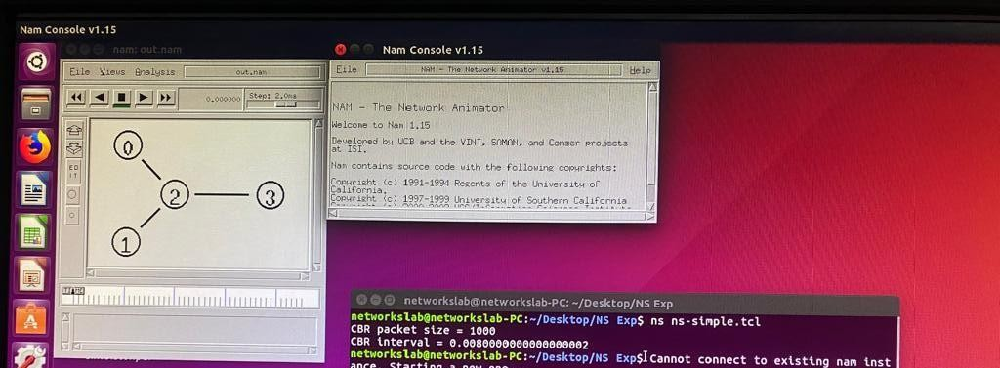 Nam Console v1.15
nam: out.nam
File Views Analysis out.nam
0.000000 Step: 2.0ms
ED
IT
0
2
3
1
Nam Console v1.15
File NAM - The Network Animator v1.15 Help
NAM - The Network Animator
Welcome to Nam 1.15
Developed by UCB and the VINT, SAMAN, and Conser projects
at ISI.
Nam contains source code with the following copyrights:
Copyright (c) 1991-1994 Regents of the University of
California.
Copyright (c) 1997-1999 University of Southern California
networkslab@networkslab-PC: ~/Desktop/NS Exp
networkslab@networkslab-PC:~/Desktop/NS Exp$ ns ns-simple.tcl
CBR packet size = 1000
CBR interval = 0.0080000000000000002
networkslab@networkslab-PC:~/Desktop/NS Exp$ Cannot connect to existing nam inst
ance. Starting a new one